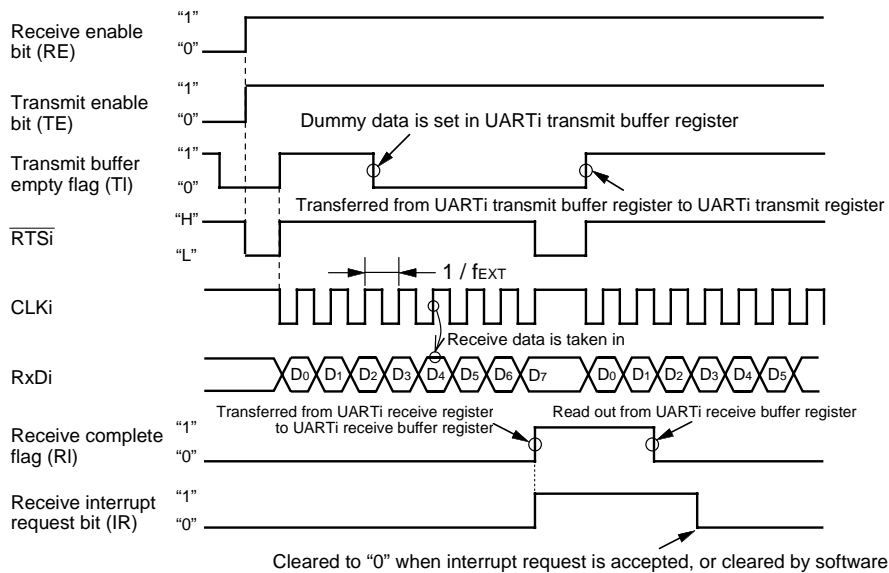 Receive enable
bit (RE)
“1”
“0”
Transmit enable
bit (TE)
“1”
“0”
Dummy data is set in UARTi transmit buffer register
Transmit buffer
empty flag (TI)
“1”
“0”
Transferred from UARTi transmit buffer register to UARTi transmit register
RTSi
“H”
“L”
1 / fEXT
CLKi
Receive data is taken in
RxDi
D0 D1 D2 D3 D4 D5 D6 D7 D0 D1 D2 D3 D4 D5
Transferred from UARTi receive register
to UARTi receive buffer register
Read out from UARTi receive buffer register
Receive complete
flag (RI)
“1”
“0”
Receive interrupt
request bit (IR)
“1”
“0”
Cleared to “0” when interrupt request is accepted, or cleared by software